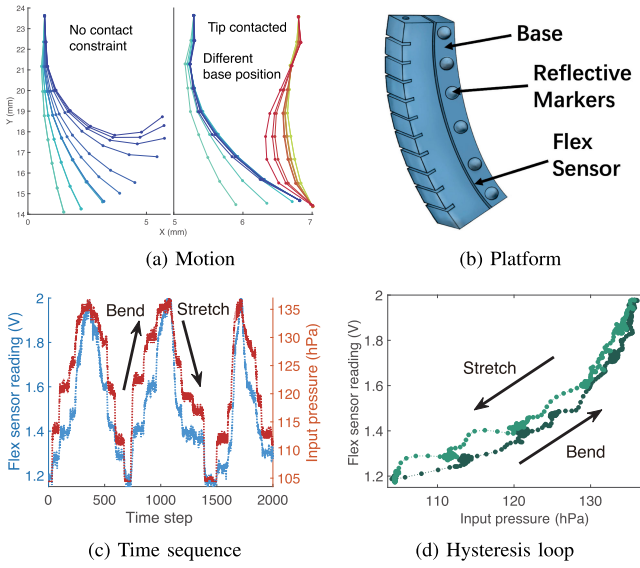 24
23
22
21
20
19
18
17
16
15
14
Y (mm)
No contact
constraint
Tip contacted
Different
base position
0 5 5 6 7
X (mm)
(a) Motion
Base
Reflective
Markers
Flex
Sensor
(b) Platform
2
1.8
1.6
1.4
1.2
Flex sensor reading (V)
Bend
Stretch
135
130
125
120
115
110
105
Input pressure (hPa)
0 500 1000 1500 2000
Time step
(c) Time sequence
2
1.8
1.6
1.4
1.2
Flex sensor reading (V)
Stretch
Bend
110 120 130
Input pressure (hPa)
(d) Hysteresis loop